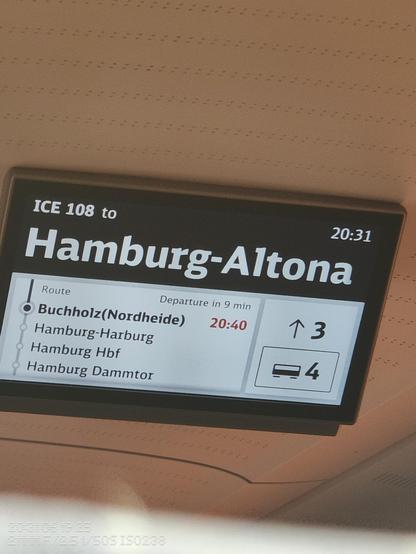 ICE 108 to
20:31
Hamburg-Altona
Route
Departure in 9 min
Buchholz(Nordheide) 20:40
Hamburg-Harburg
Hamburg Hbf
Hamburg Dammtor
↑ 3
4